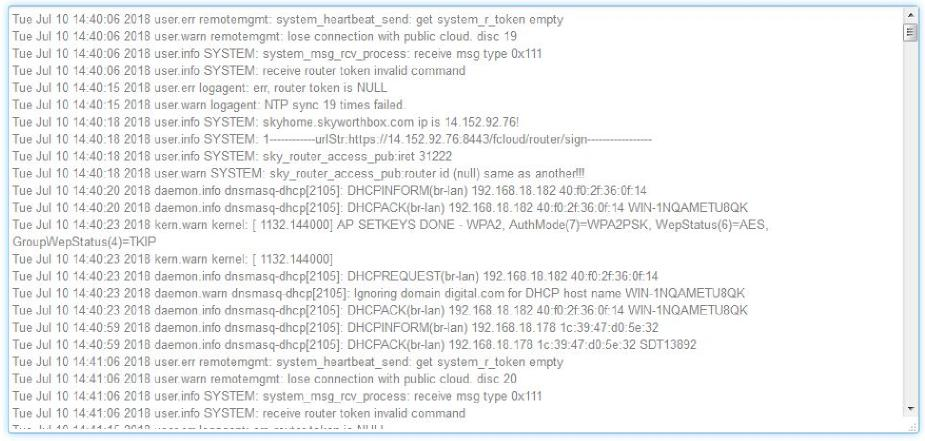 Tue Jul 10 14:40:06 2018 user.err remotemgmt: system_heartbeat_send: get system_r_token empty
Tue Jul 10 14:40:06 2018 user.warn remotemgmt: lose connection with public cloud. disc 19
Tue Jul 10 14:40:06 2018 user.info SYSTEM: system_msg_rcv_process: receive msg type 0x111
Tue Jul 10 14:40:06 2018 user.info SYSTEM: receive router token invalid command
Tue Jul 10 14:40:15 2018 user.err logagent: err, router token is NULL
Tue Jul 10 14:40:15 2018 user.warn logagent: NTP sync 19 times failed.
Tue Jul 10 14:40:18 2018 user.info SYSTEM: skyhome.skyworthbox.com ip is 14.152.92.76!
Tue Jul 10 14:40:18 2018 user.info SYSTEM: 1------------urlStr:https://14.152.92.76:8443/fcloud/router/sign-----------------
Tue Jul 10 14:40:18 2018 user.info SYSTEM: sky_router_access_pub:iret 31222
Tue Jul 10 14:40:18 2018 user.warn SYSTEM: sky_router_access_pub:router id (null) same as another!!!
Tue Jul 10 14:40:20 2018 daemon.info dnsmasq-dhcp[2105]: DHCPINFORM(br-lan) 192.168.18.182 40:f0:2f:36:0f:14
Tue Jul 10 14:40:20 2018 daemon.info dnsmasq-dhcp[2105]: DHCPACK(br-lan) 192.168.18.182 40:f0:2f:36:0f:14 WIN-1NQAMETU8QK
Tue Jul 10 14:40:23 2018 kern.warn kernel: [ 1132.144000] AP SETKEYS DONE - WPA2, AuthMode(7)=WPA2PSK, WepStatus(6)=AES,
GroupWepStatus(4)=TKIP
Tue Jul 10 14:40:23 2018 kern.warn kernel: [ 1132.144000]
Tue Jul 10 14:40:23 2018 daemon.info dnsmasq-dhcp[2105]: DHCPREQUEST(br-lan) 192.168.18.182 40:f0:2f:36:0f:14
Tue Jul 10 14:40:23 2018 daemon.warn dnsmasq-dhcp[2105]: Ignoring domain digital.com for DHCP host name WIN-1NQAMETU8QK
Tue Jul 10 14:40:23 2018 daemon.info dnsmasq-dhcp[2105]: DHCPACK(br-lan) 192.168.18.182 40:f0:2f:36:0f:14 WIN-1NQAMETU8QK
Tue Jul 10 14:40:59 2018 daemon.info dnsmasq-dhcp[2105]: DHCPINFORM(br-lan) 192.168.18.178 1c:39:47:d0:5e:32
Tue Jul 10 14:40:59 2018 daemon.info dnsmasq-dhcp[2105]: DHCPACK(br-lan) 192.168.18.178 1c:39:47:d0:5e:32 SDT13892
Tue Jul 10 14:41:06 2018 user.err remotemgmt: system_heartbeat_send: get system_r_token empty
Tue Jul 10 14:41:06 2018 user.warn remotemgmt: lose connection with public cloud. disc 20
Tue Jul 10 14:41:06 2018 user.info SYSTEM: system_msg_rcv_process: receive msg type 0x111
Tue Jul 10 14:41:06 2018 user.info SYSTEM: receive router token invalid command
Tue Jul 10 14:41:15 2018 user.err logagent: err, router token is NULL